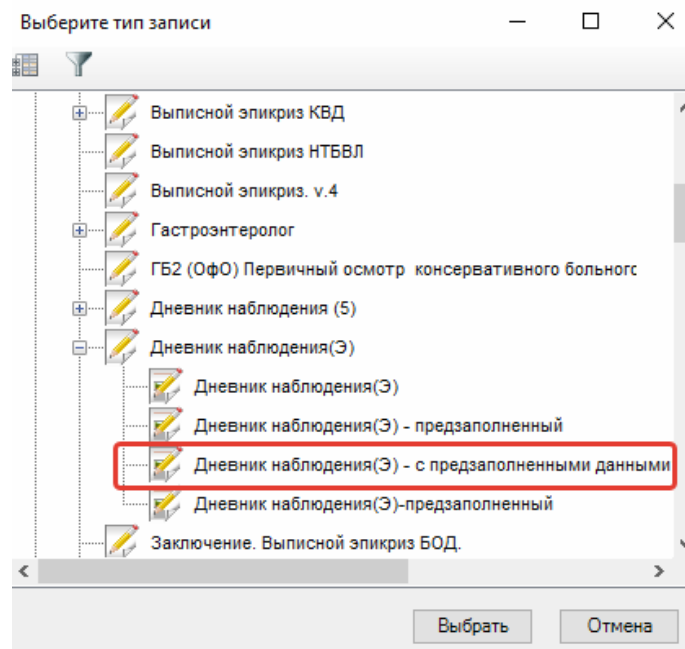 Выберите тип записи
Выписной эпикриз КВД
Выписной эпикриз НТБВЛ
Выписной эпикриз. v.4
Гастроэнтеролог
ГБ2 (ОфО) Первичный осмотр консервативного больного
Дневник наблюдения (5)
Дневник наблюдения(Э)
Дневник наблюдения(Э)
Дневник наблюдения(Э) - предзаполненный
Дневник наблюдения(Э) - с предзаполненными данными
Дневник наблюдения(Э)-предзаполненный
Заключение. Выписной эпикриз БОД.
Выбрать Отмена